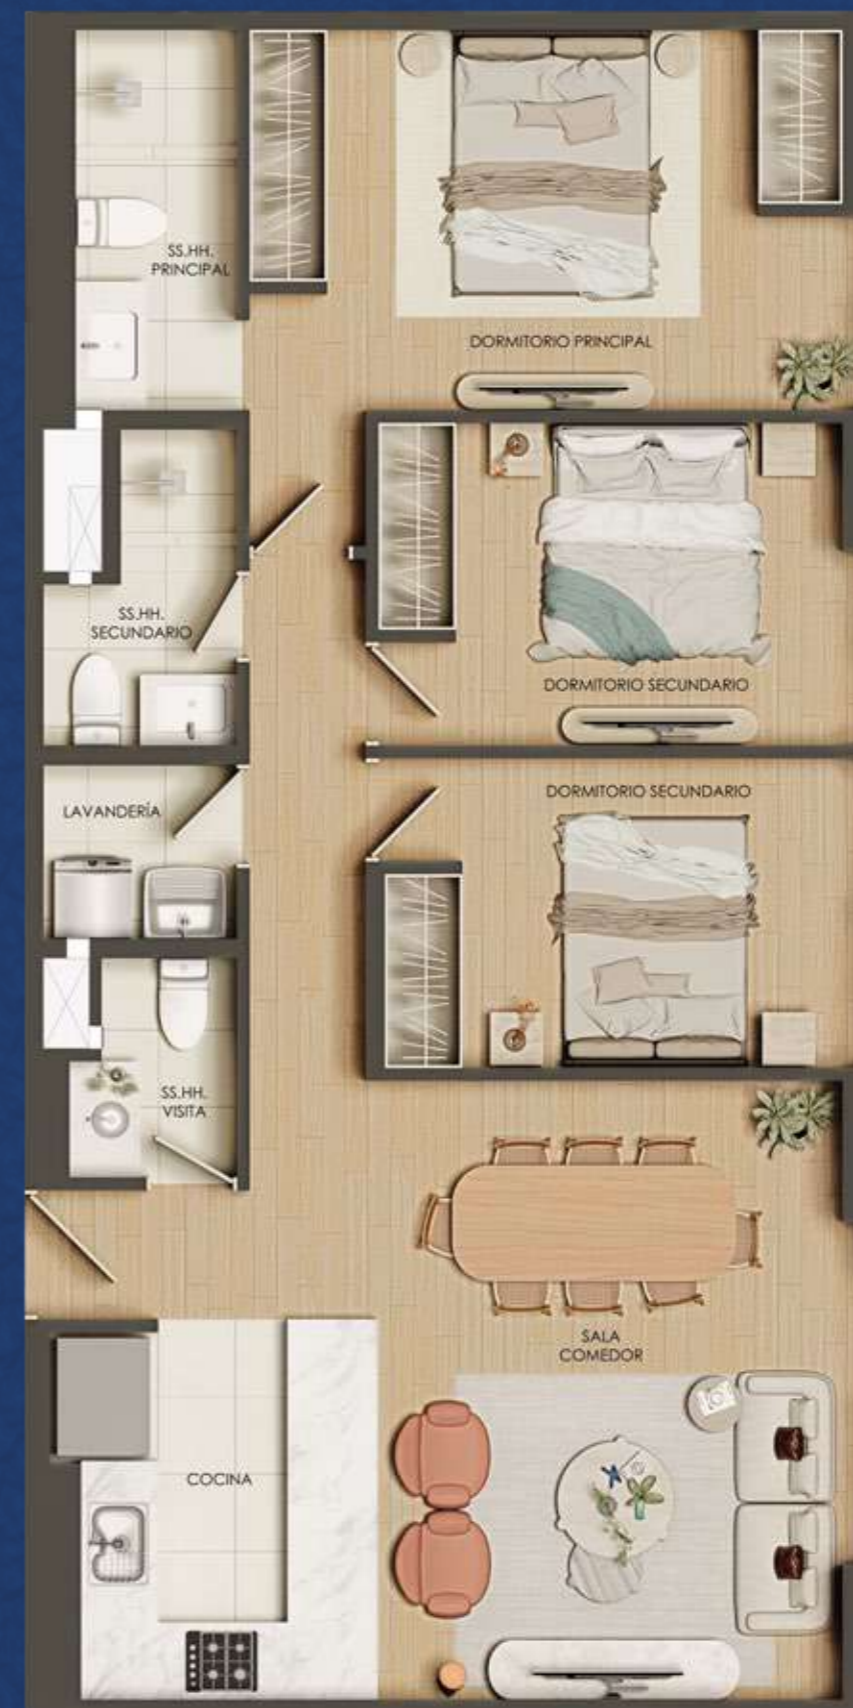 SS.HH.
PRINCIPAL
DORMITORIO PRINCIPAL
SS.HH.
SECUNDARIO
DORMITORIO SECUNDARIO
LAVANDERÍA
DORMITORIO SECUNDARIO
SS.HH.
VISITA
SALA
COMEDOR
COCINA